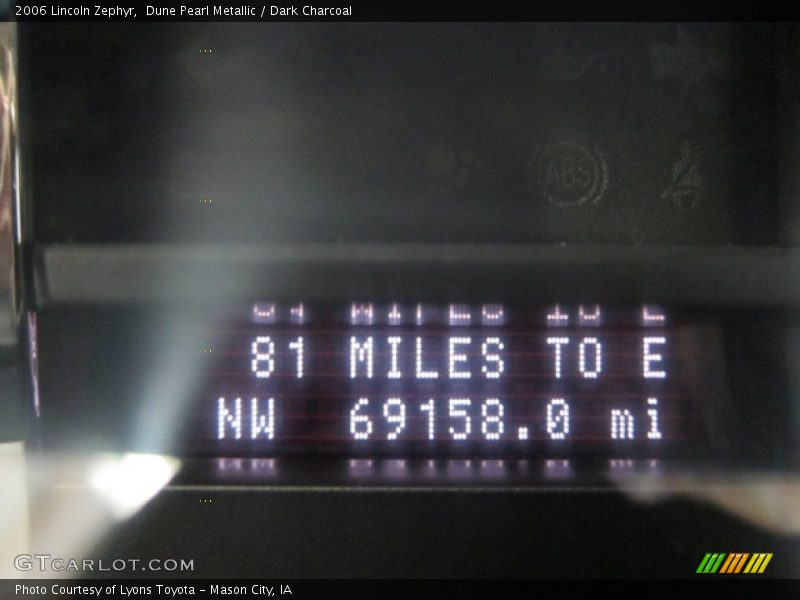 2006 Lincoln Zephyr,  Dune Pearl Metallic / Dark Charcoal
ABS
81 MILES TO E
NW 69158.0 mi
GTCARLOT.COM
Photo Courtesy of Lyons Toyota - Mason City, IA